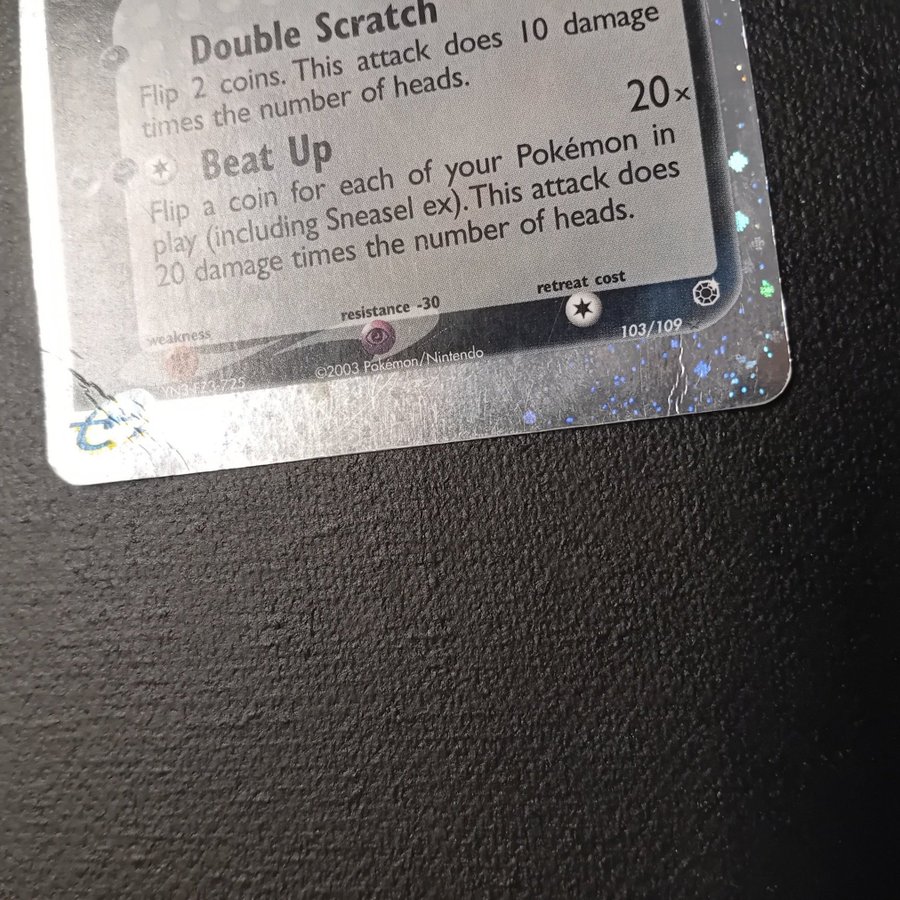 Double Scratch
Flip 2 coins. This attack does 10 damage
times the number of heads.
Beat Up 20x
Flip a coin for each of your Pokémon in
play (including Sneasel ex). This attack does
20 damage times the number of heads.
weakness resistance -30 retreat cost
©2003 Pokémon/Nintendo 103/109